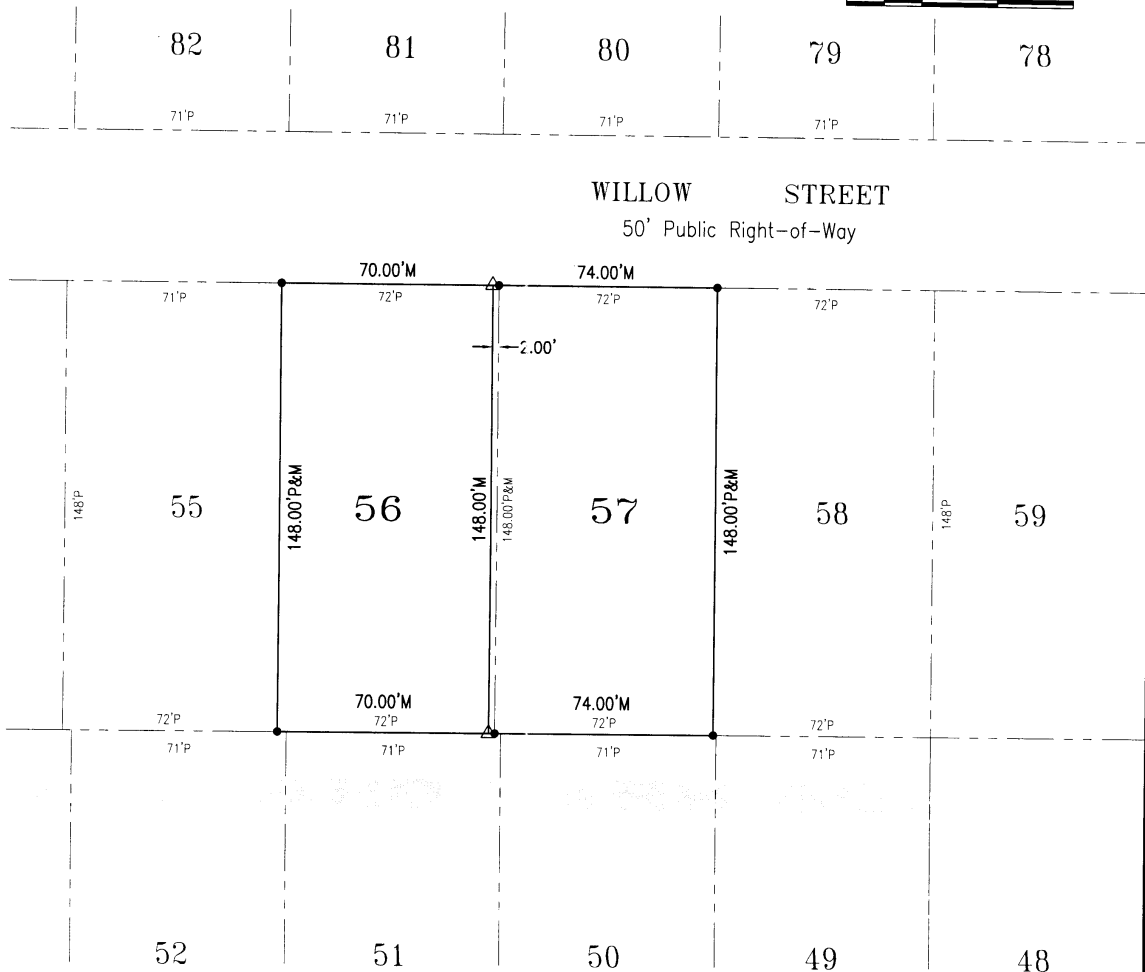 82 81 80 79 78
71'P 71'P 71'P 71'P
WILLOW STREET
50' Public Right-of-Way
70.00'M 74.00'M
71'P 72'P 72'P 72'P
2.00'
148'P 55 148.00'P&M 56 148.00'M 148.00'P&M 57 148.00'P&M 58 148'P 59
70.00'M 74.00'M
72'P 72'P 72'P 72'P
71'P 71'P 71'P 71'P
52 51 50 49 48